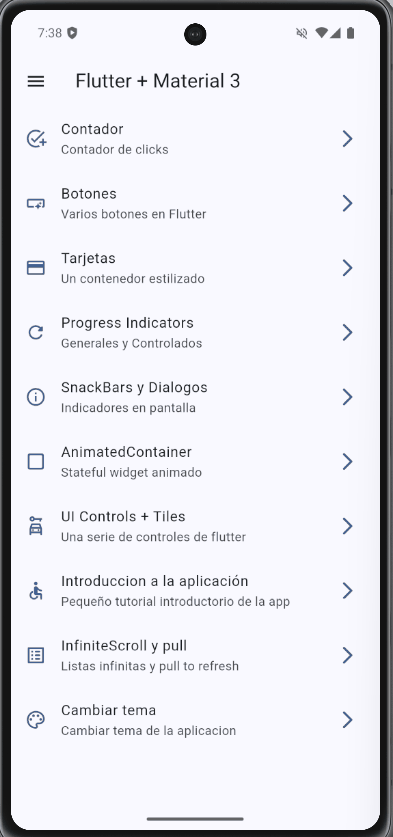 7:38
Flutter + Material 3
Contador
Contador de clicks
Botones
Varios botones en Flutter
Tarjetas
Un contenedor estilizado
Progress Indicators
Generales y Controlados
SnackBars y Dialogos
Indicadores en pantalla
AnimatedContainer
Stateful widget animado
UI Controls + Tiles
Una serie de controles de flutter
Introduccion a la aplicación
Pequeño tutorial introductorio de la app
InfiniteScroll y pull
Listas infinitas y pull to refresh
Cambiar tema
Cambiar tema de la aplicacion